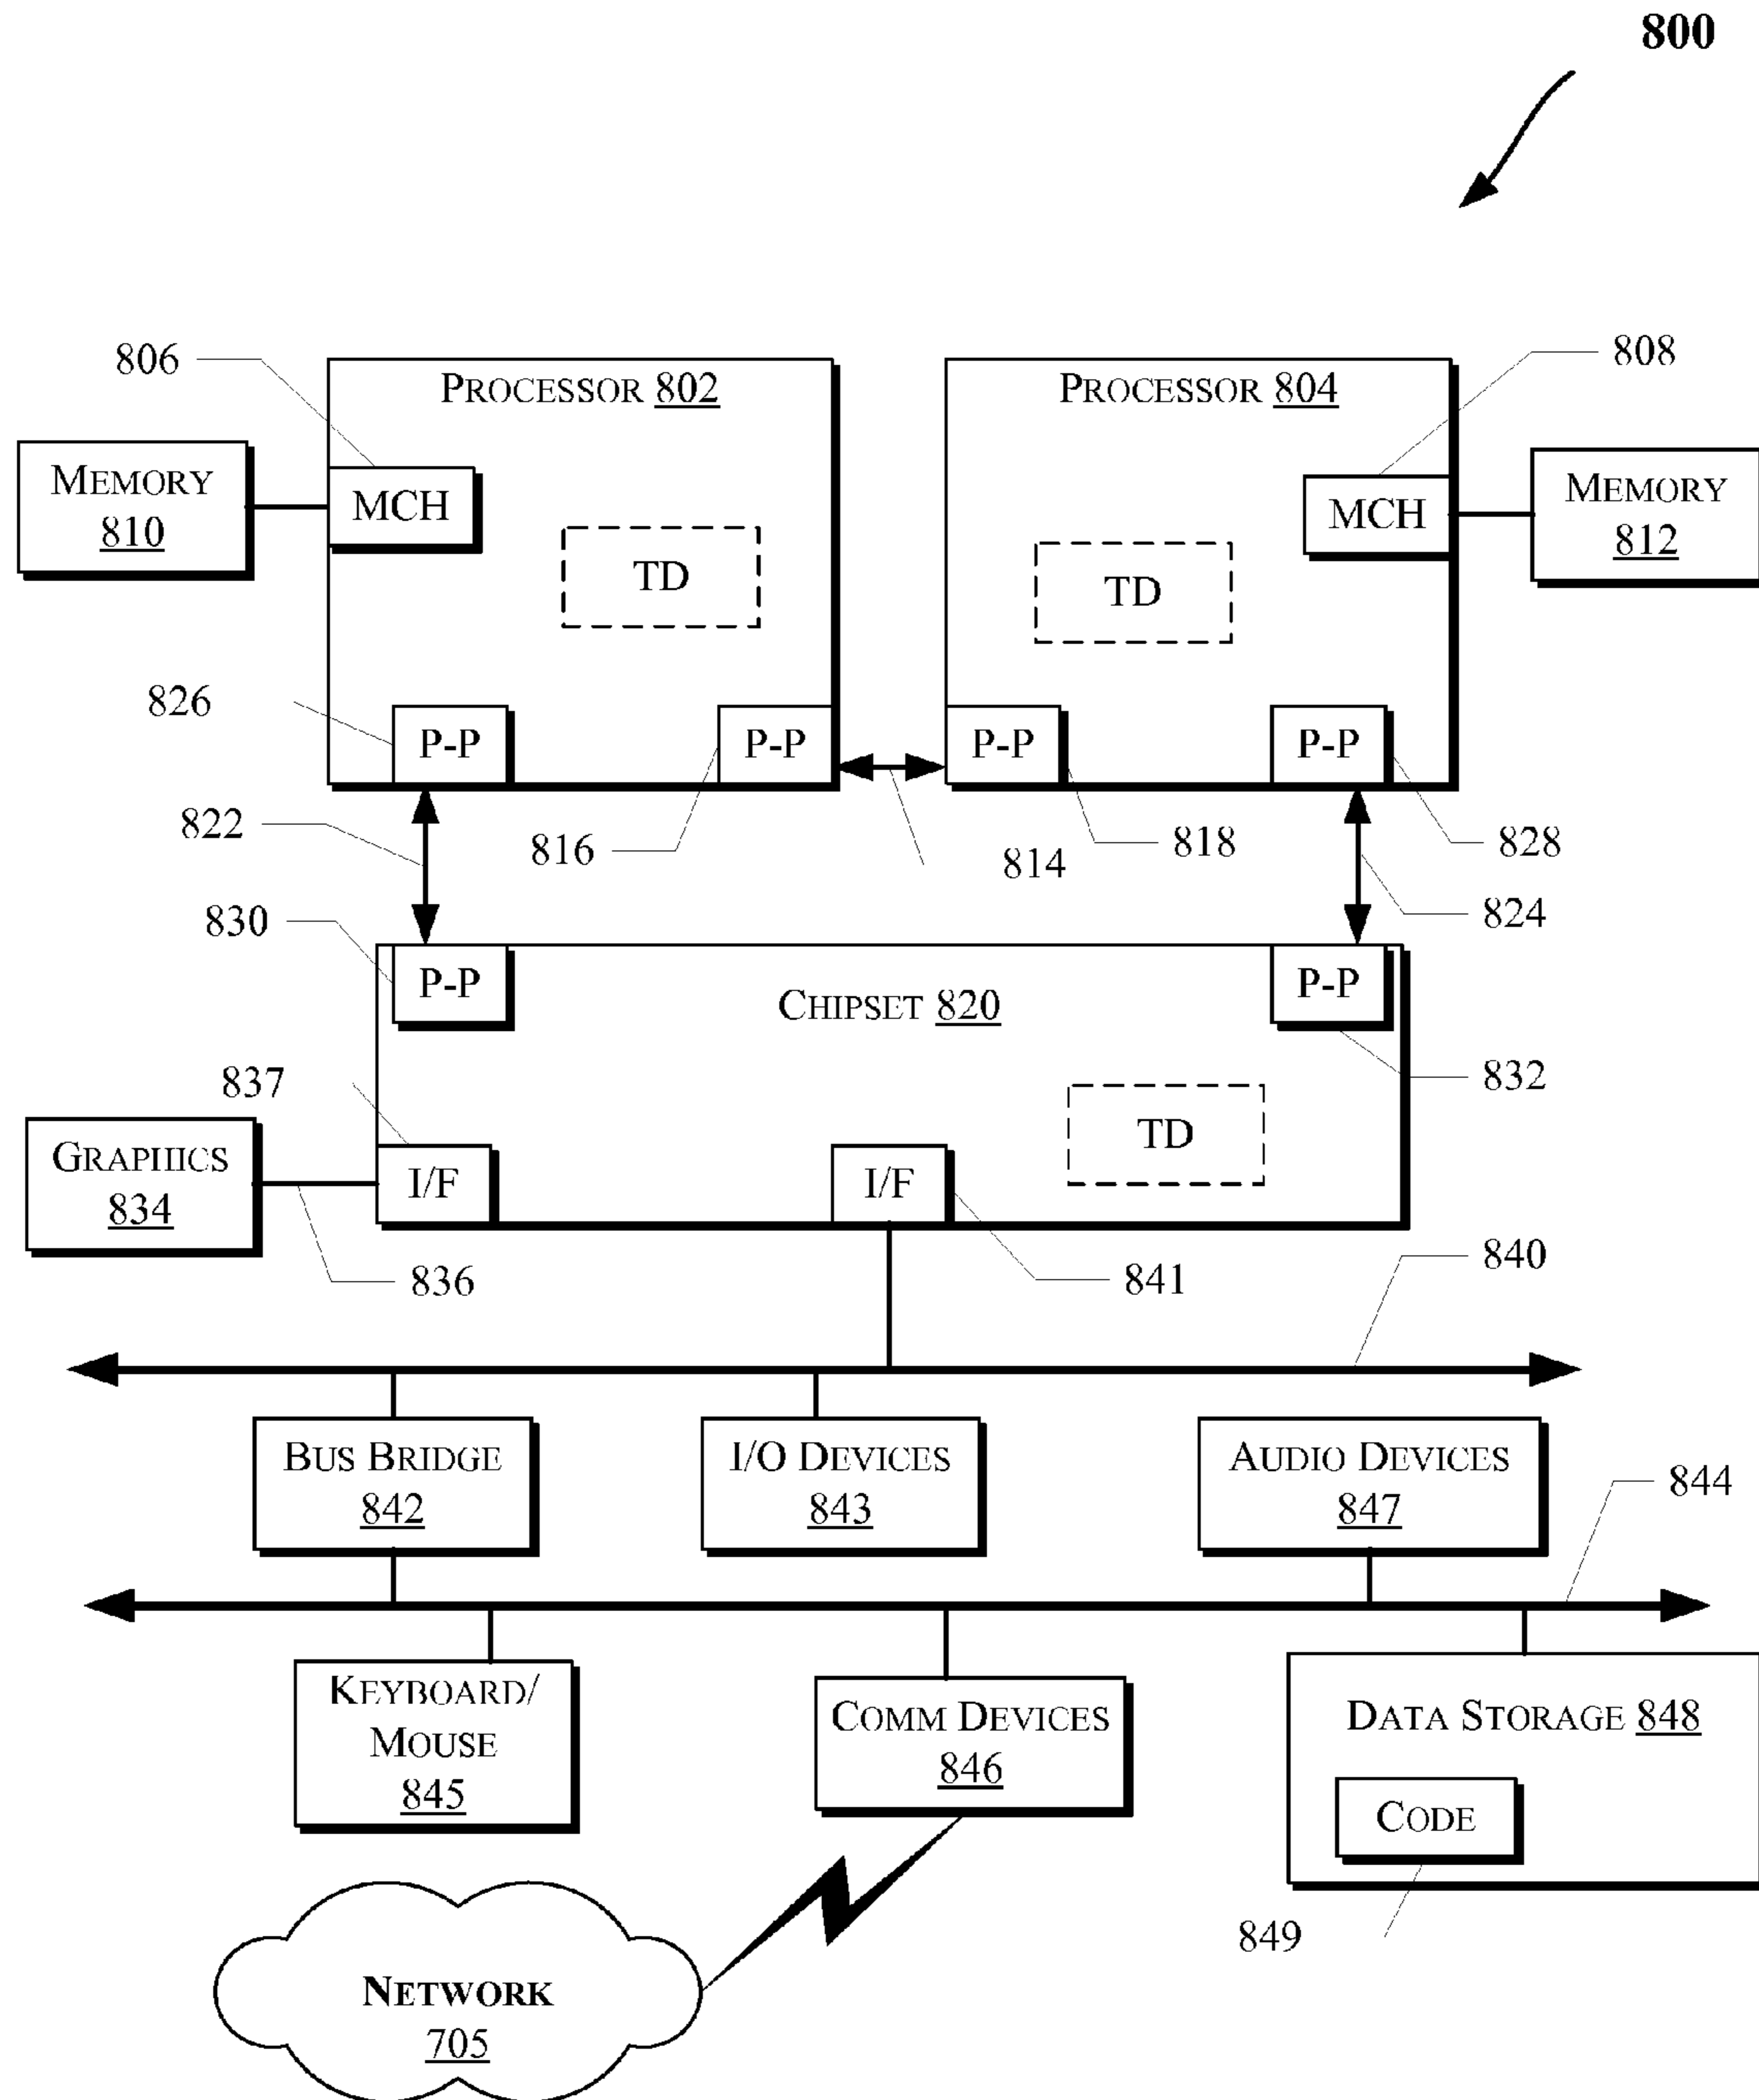 800
806
PROCESSOR 802
PROCESSOR 804
808
MEMORY
810
MCH
TD
TD
MCH
MEMORY
812
826
P-P
P-P
P-P
P-P
822
816
814
818
828
824
830
P-P
CHIPSET 820
P-P
832
837
TD
GRAPHICS
834
I/F
I/F
836
841
840
BUS BRIDGE
842
I/O DEVICES
843
AUDIO DEVICES
847
844
KEYBOARD/
MOUSE
845
COMM DEVICES
846
DATA STORAGE 848
CODE
849
NETWORK
705